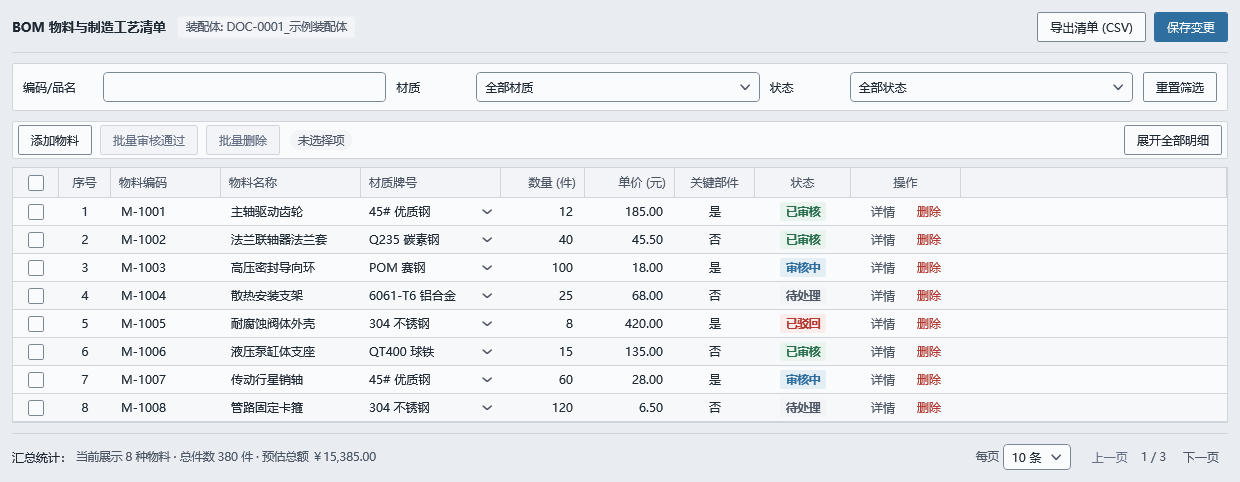 BOM 物料与制造工艺清单 装配体: DOC-0001_示例装配体 导出清单 (CSV) 保存变更
编码/品名 材质 全部材质 状态 全部状态 重置筛选
添加物料 批量审核通过 批量删除 未选择项 展开全部明细
序号 物料编码 物料名称 材质牌号 数量 (件) 单价 (元) 关键部件 状态 操作
1 M-1001 主轴驱动齿轮 45# 优质钢 12 185.00 是 已审核 详情 删除
2 M-1002 法兰联轴器法兰套 Q235 碳素钢 40 45.50 否 已审核 详情 删除
3 M-1003 高压密封导向环 POM 赛钢 100 18.00 是 审核中 详情 删除
4 M-1004 散热安装支架 6061-T6 铝合金 25 68.00 否 待处理 详情 删除
5 M-1005 耐腐蚀阀体外壳 304 不锈钢 8 420.00 是 已驳回 详情 删除
6 M-1006 液压泵缸体支座 QT400 球铁 15 135.00 否 已审核 详情 删除
7 M-1007 传动行星销轴 45# 优质钢 60 28.00 是 审核中 详情 删除
8 M-1008 管路固定卡箍 304 不锈钢 120 6.50 否 待处理 详情 删除
汇总统计: 当前展示 8 种物料 · 总件数 380 件 · 预估总额 ￥15,385.00 每页 10 条 上一页 1 / 3 下一页